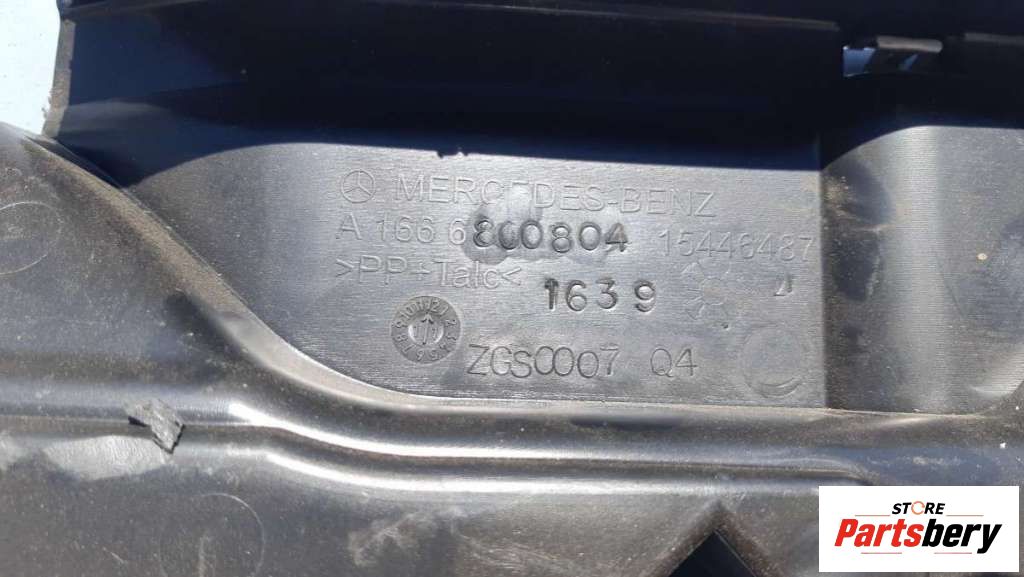 MERCEDES-BENZ
A 166 6800804 15446487
>PP+Talc<
1639
ZGS0007 Q4
STORE
Partsbery